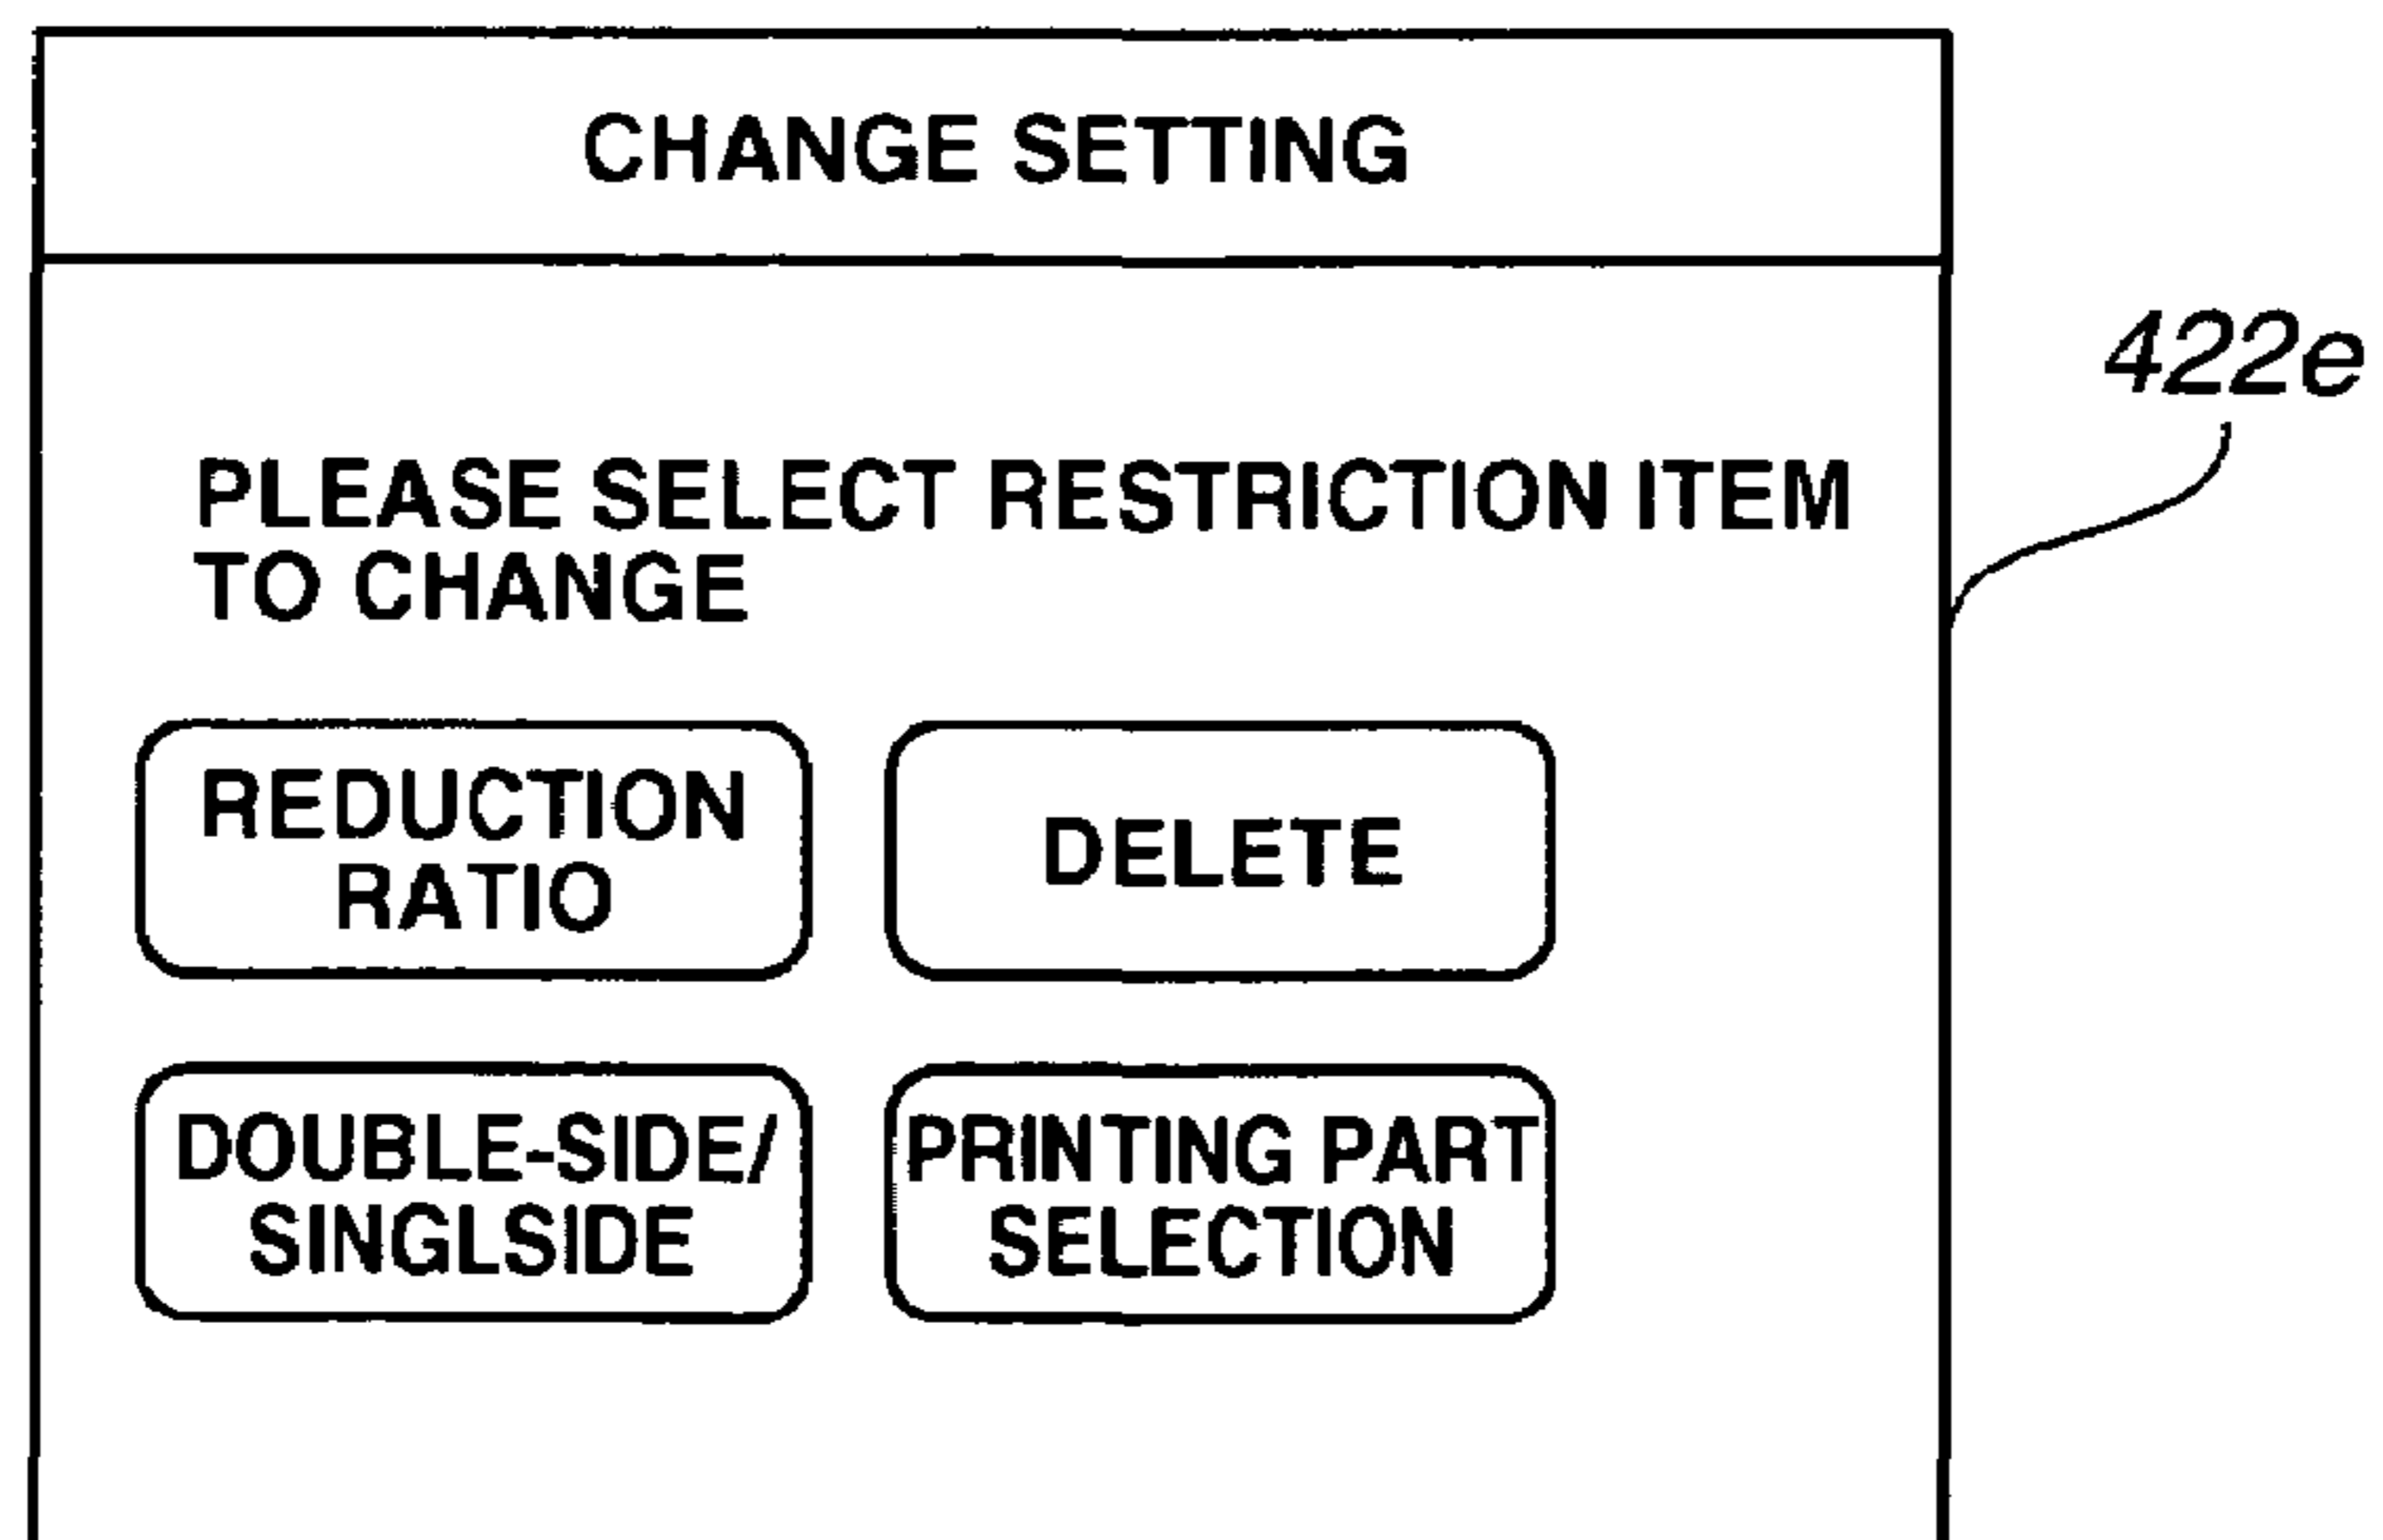 CHANGE SETTING
422e
PLEASE SELECT RESTRICTION ITEM
TO CHANGE
REDUCTION
RATIO
DELETE
DOUBLE-SIDE/
SINGLSIDE
PRINTING PART
SELECTION